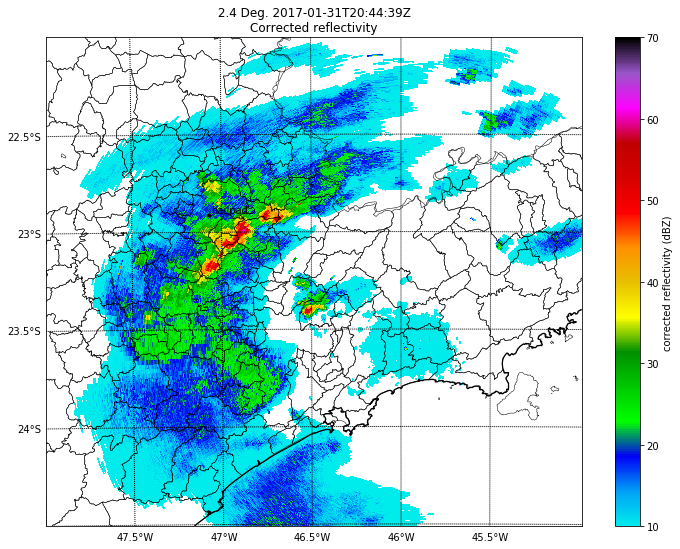 2.4 Deg. 2017-01-31T20:44:39Z
Corrected reflectivity
22.5°S
23°S
23.5°S
24°S
47.5°W
47°W
46.5°W
46°W
45.5°W
70
60
50
40
30
20
10
corrected reflectivity (dBZ)